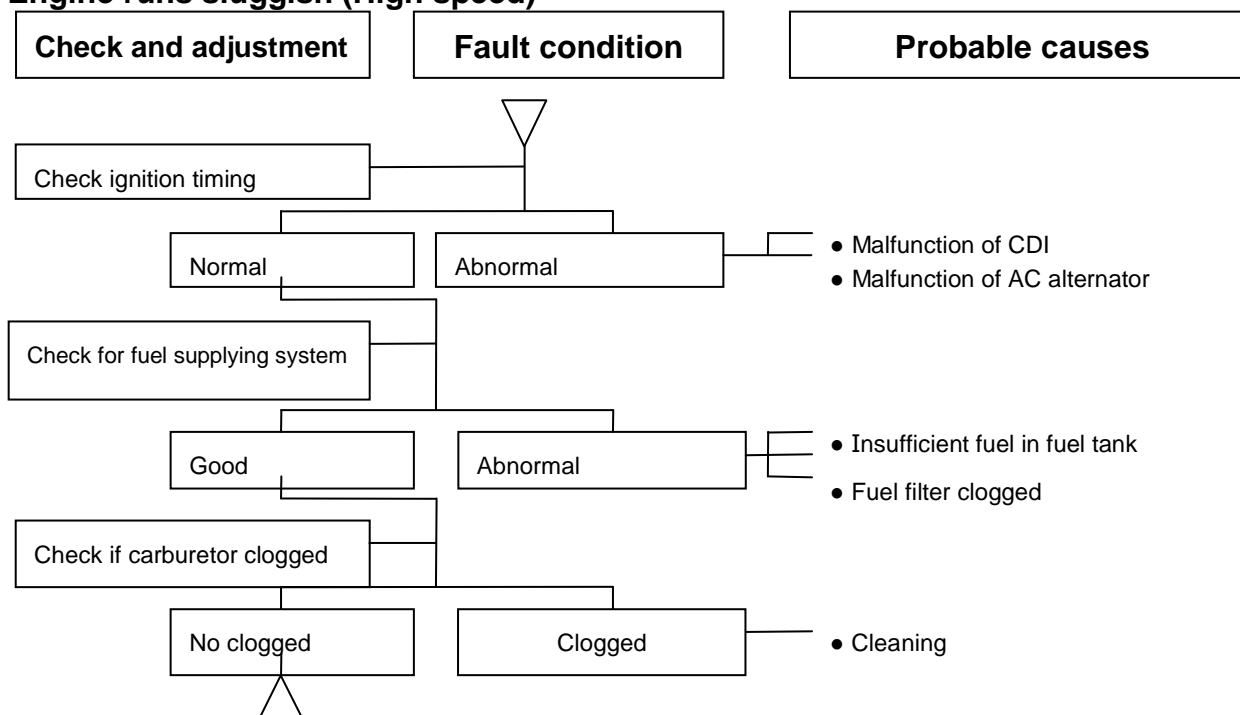 Engine runs sluggish (High speed)
Check and adjustment
Fault condition
Probable causes
Check ignition timing
Normal
Abnormal
● Malfunction of CDI
● Malfunction of AC alternator
Check for fuel supplying system
Good
Abnormal
● Insufficient fuel in fuel tank
● Fuel filter clogged
Check if carburetor clogged
No clogged
Clogged
● Cleaning